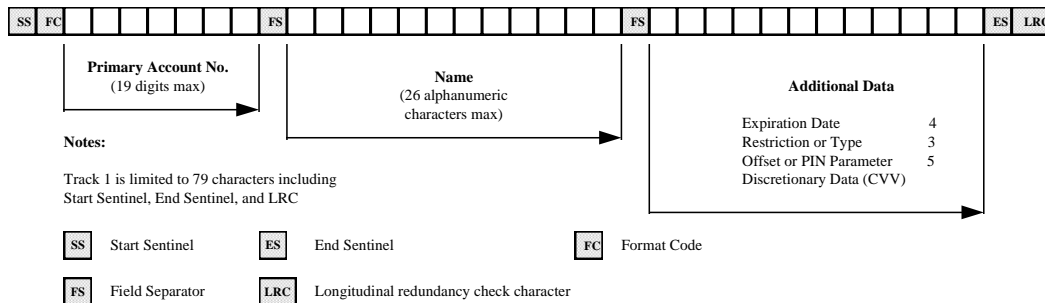 SS FC FS FS ES LRC
Primary Account No.
(19 digits max)
Name
(26 alphanumeric
characters max)
Additional Data
Expiration Date 4
Restriction or Type 3
Offset or PIN Parameter 5
Discretionary Data (CVV)
Notes:
Track 1 is limited to 79 characters including
Start Sentinel, End Sentinel, and LRC
SS Start Sentinel ES End Sentinel FC Format Code
FS Field Separator LRC Longitudinal redundancy check character